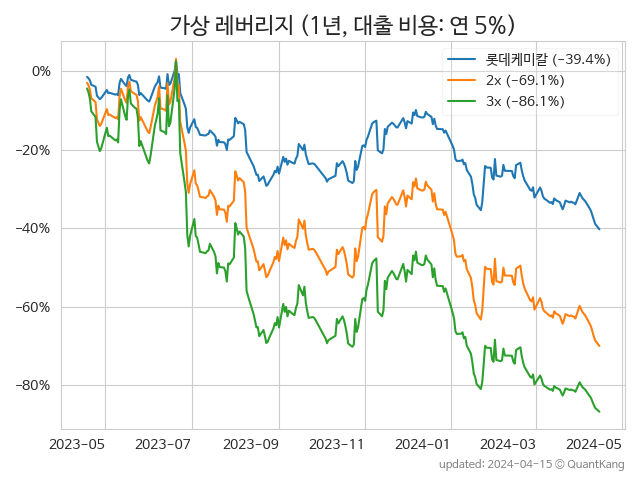 가상 레버리지 (1년, 대출 비용: 연 5%)
롯데케미칼 (−39.4%)
2x (−69.1%)
3x (−86.1%)
0%
−20%
−40%
−60%
−80%
2023-05 2023-07 2023-09 2023-11 2024-01 2024-03 2024-05
updated: 2024-04-15 © QuantKang